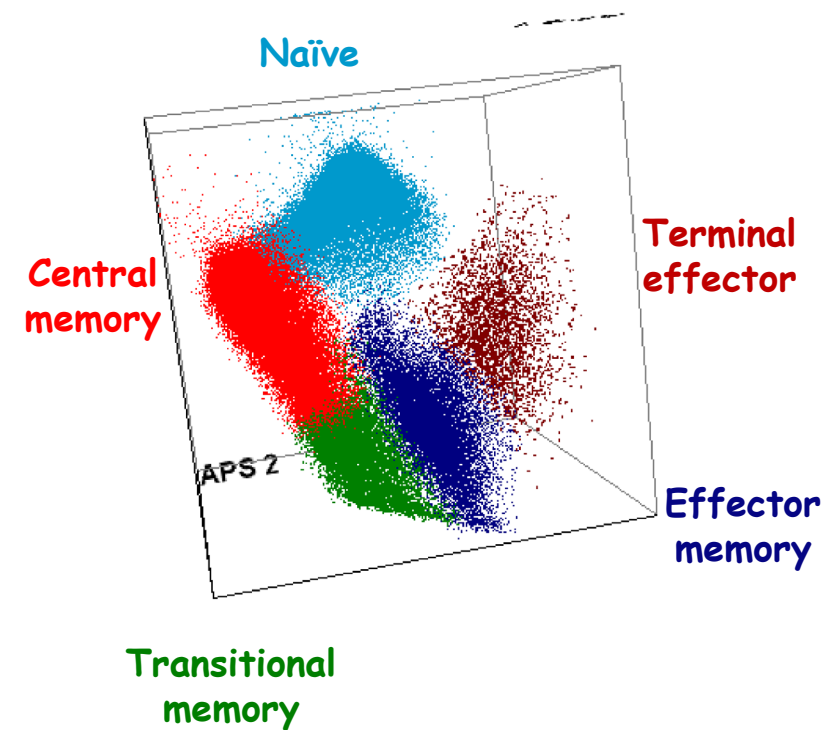 Naïve
Terminal
effector
Central
memory
APS 2
Effector
memory
Transitional
memory